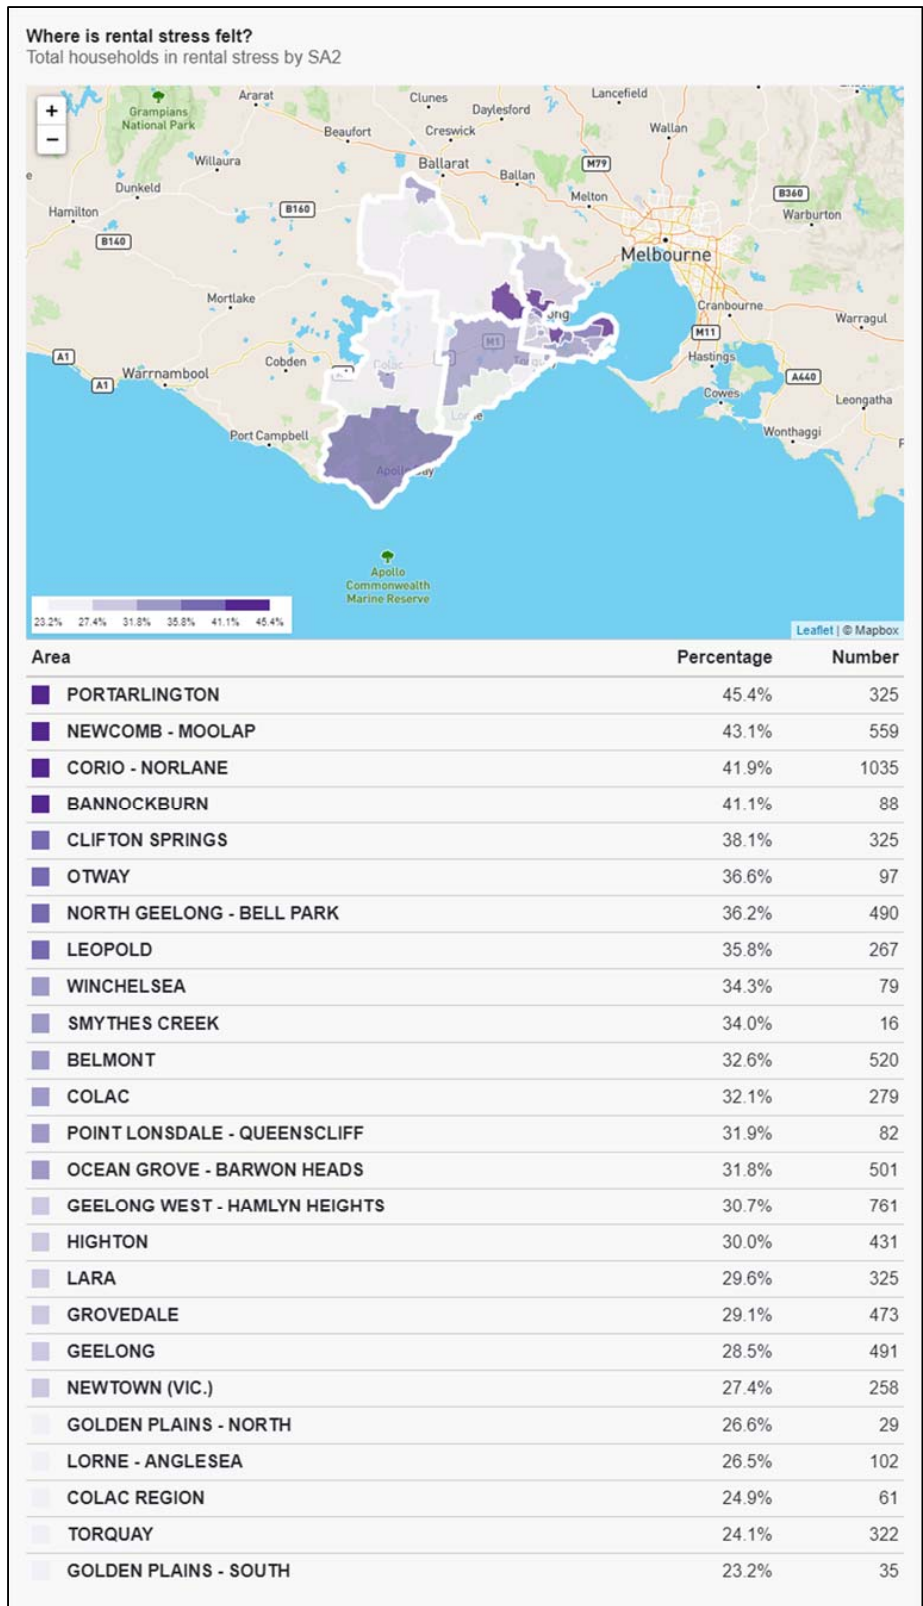 Where is rental stress felt?
Total households in rental stress by SA2
+
−
Grampians
National Park
Ararat
Clunes
Lancefield
Daylesford
Beaufort
Creswick
Wallan
Willaura
Ballarat
Ballan
M79
Dunkeld
Melton
B360
Hamilton
B160
Warburton
B140
Melbourne
Mortlake
Cranbourne
Warragul
M1
M11
A1
Cobden
Colac
Hastings
Warrnambool
A440
A1
Cowes
Leongatha
Port Campbell
Wonthaggi
Apollo
Commonwealth
Marine Reserve
23.2% 27.4% 31.8% 35.8% 41.1% 45.4%
Leaflet | © Mapbox
Area Percentage Number
PORTARLINGTON 45.4% 325
NEWCOMB - MOOLAP 43.1% 559
CORIO - NORLANE 41.9% 1035
BANNOCKBURN 41.1% 88
CLIFTON SPRINGS 38.1% 325
OTWAY 36.6% 97
NORTH GEELONG - BELL PARK 36.2% 490
LEOPOLD 35.8% 267
WINCHELSEA 34.3% 79
SMYTHES CREEK 34.0% 16
BELMONT 32.6% 520
COLAC 32.1% 279
POINT LONSDALE - QUEENSCLIFF 31.9% 82
OCEAN GROVE - BARWON HEADS 31.8% 501
GEELONG WEST - HAMLYN HEIGHTS 30.7% 761
HIGHTON 30.0% 431
LARA 29.6% 325
GROVEDALE 29.1% 473
GEELONG 28.5% 491
NEWTOWN (VIC.) 27.4% 258
GOLDEN PLAINS - NORTH 26.6% 29
LORNE - ANGLESEA 26.5% 102
COLAC REGION 24.9% 61
TORQUAY 24.1% 322
GOLDEN PLAINS - SOUTH 23.2% 35